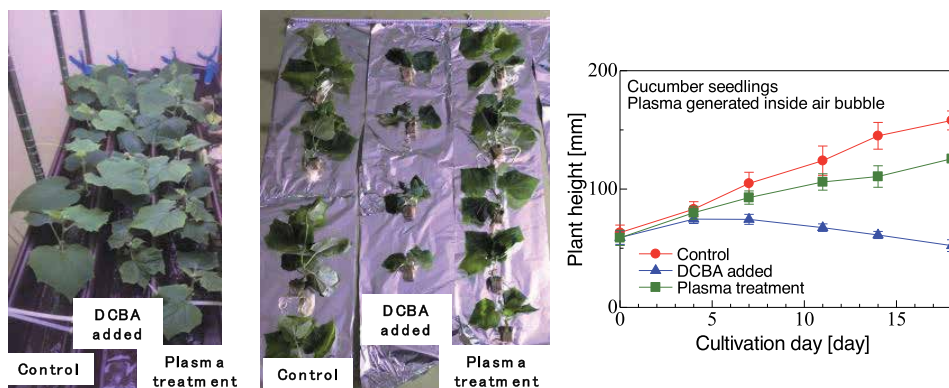 DCBA
added
Control
Plasma
treatment
DCBA
added
Control
Plasma
treatment
200
100
0
Plant height [mm]
Cucumber seedlings
Plasma generated inside air bubble
Control
DCBA added
Plasma treatment
0 5 10 15
Cultivation day [day]